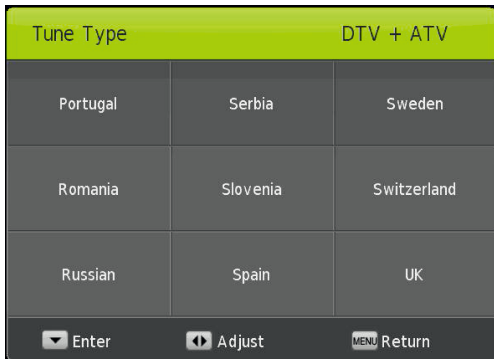 Tune Type DTV + ATV
Portugal Serbia Sweden
Romania Slovenia Switzerland
Russian Spain UK
Enter Adjust MENU Return